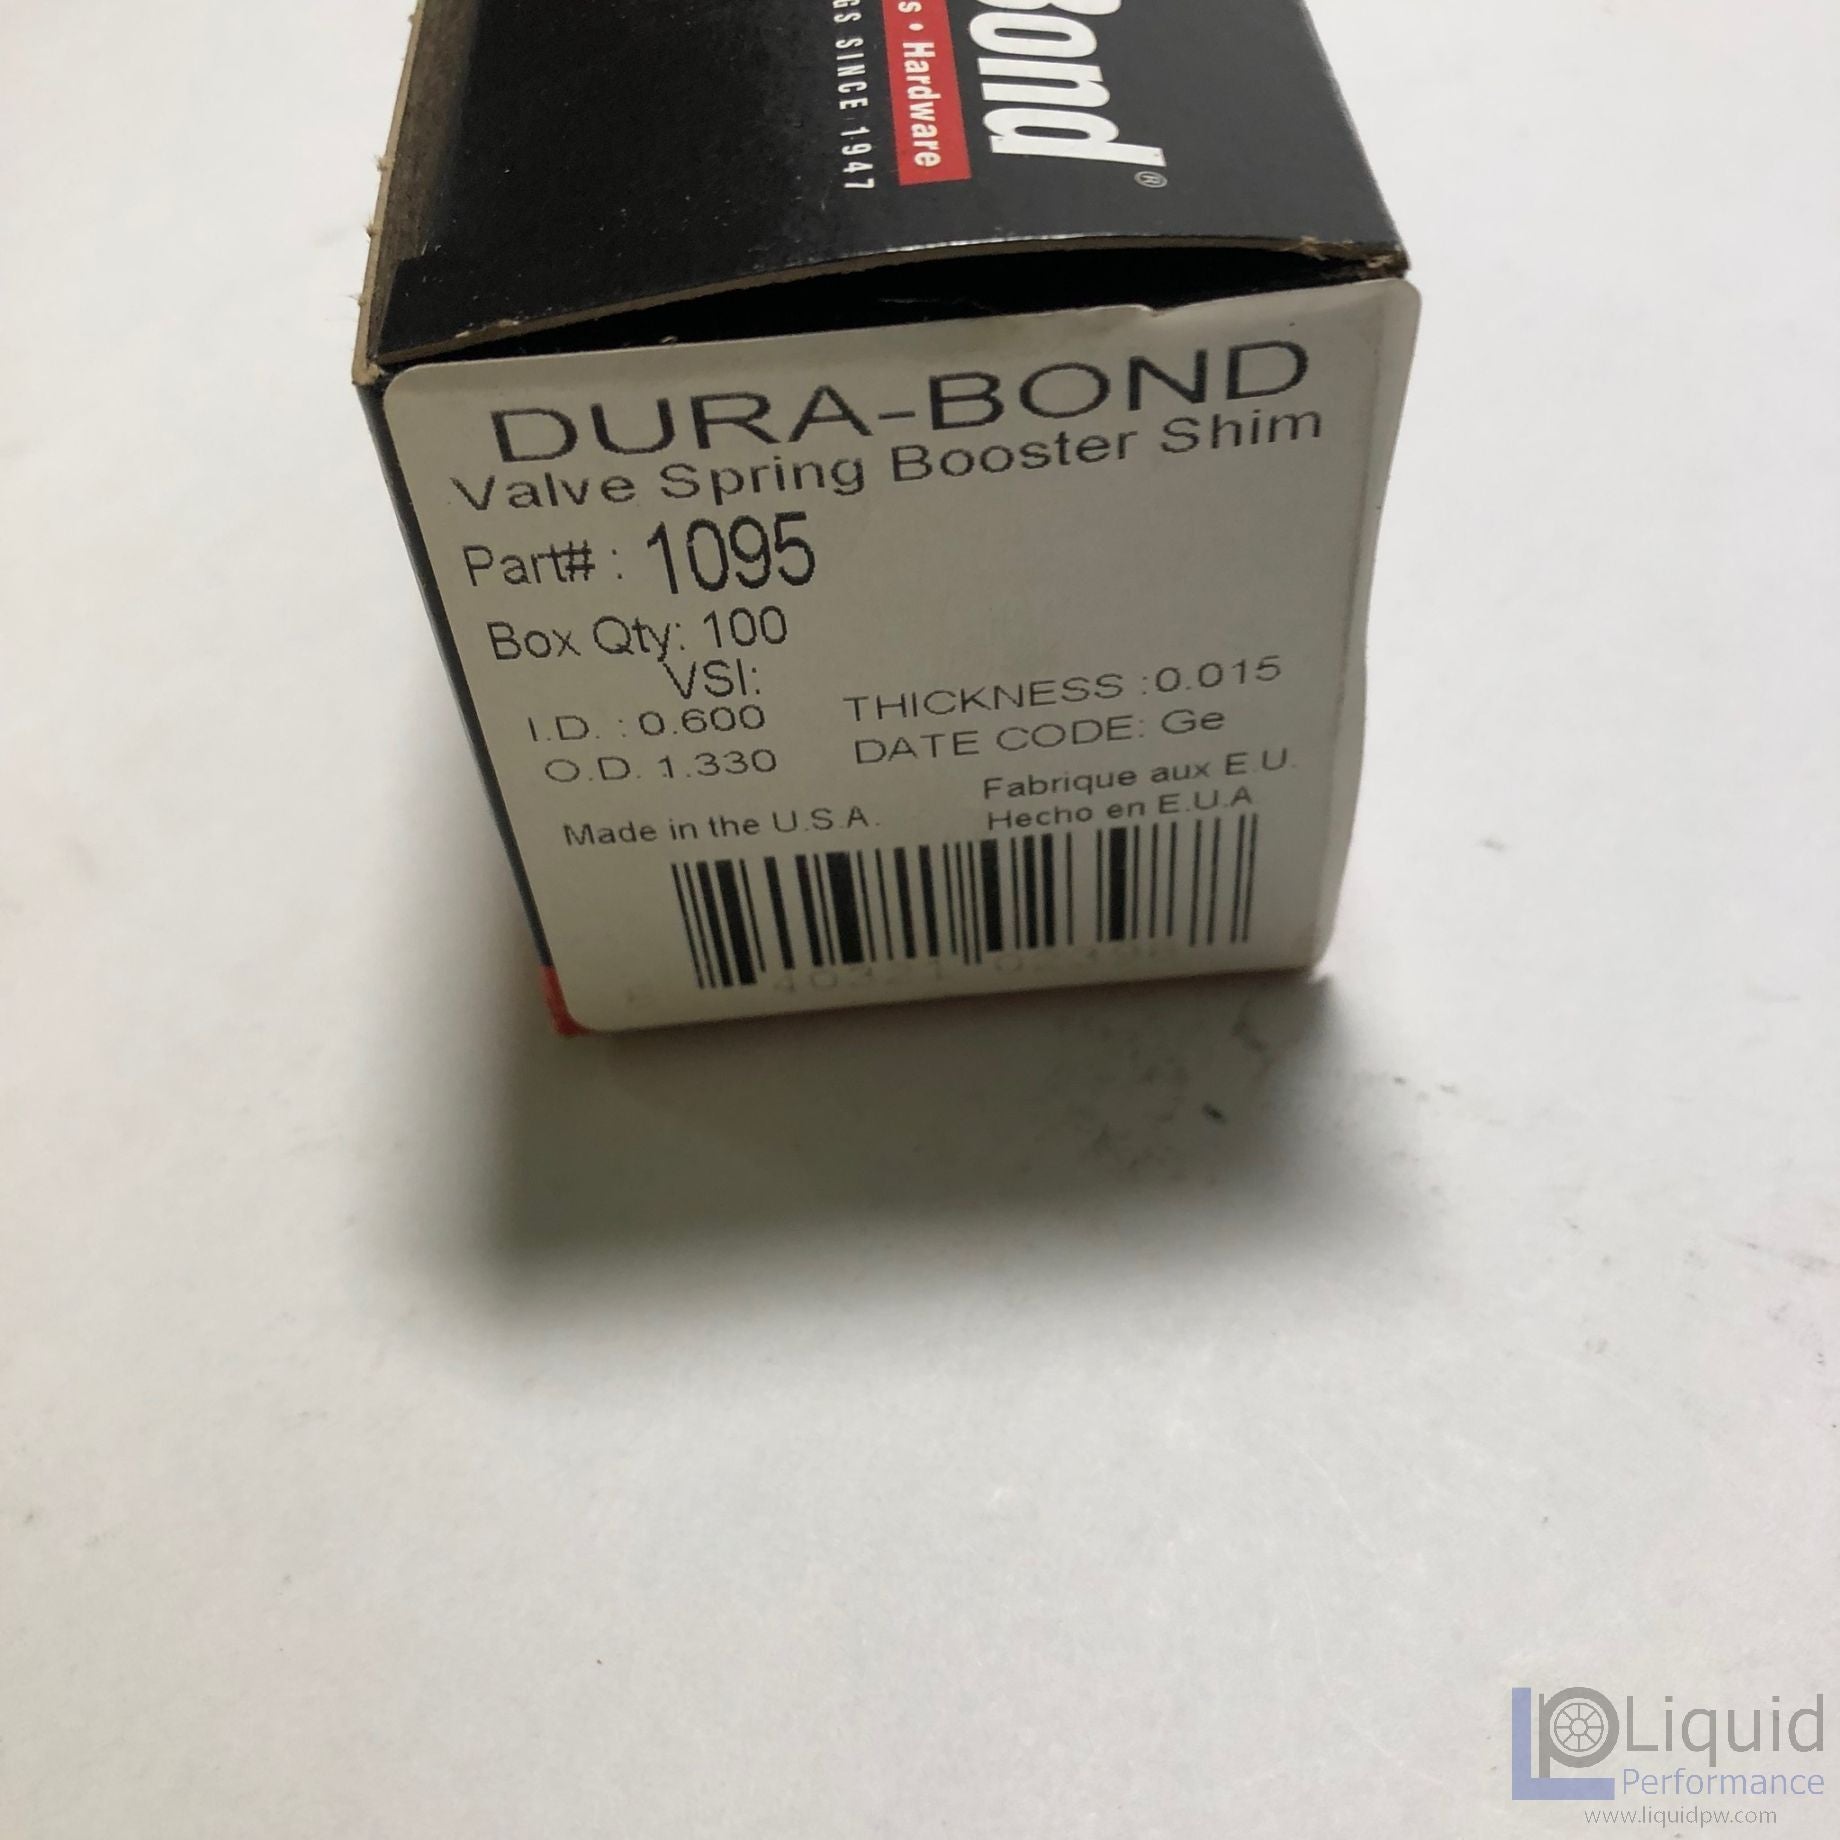 Bond®
s • Hardware
GS SINCE 1947
DURA-BOND
Valve Spring Booster Shim
Part# : 1095
Box Qty: 100
VSI:
I.D. : 0.600 THICKNESS :0.015
O.D. 1.330 DATE CODE: Ge
Made in the U.S.A. Fabrique aux E.U.
Hecho en E.U.A
Liquid
Performance
www.liquidpw.com